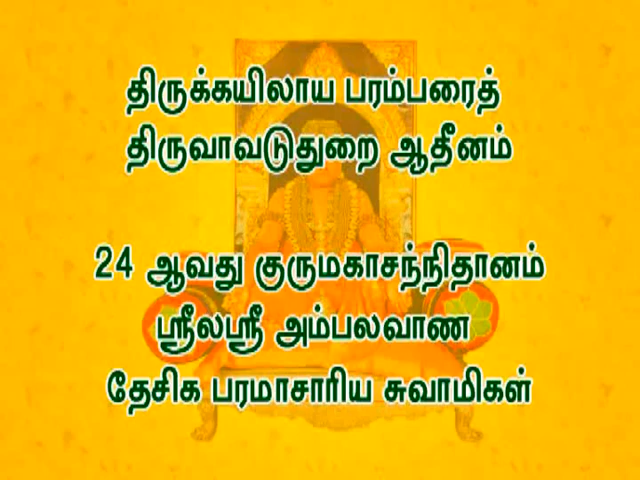 திருக்கயிலாய பரம்பரைத்
திருவாவடுதுறை ஆதீனம்
24 ஆவது குருமகாசந்நிதானம்
ஸ்ரீலஸ்ரீ அம்பலவாண
தேசிக பரமாசாரிய சுவாமிகள்